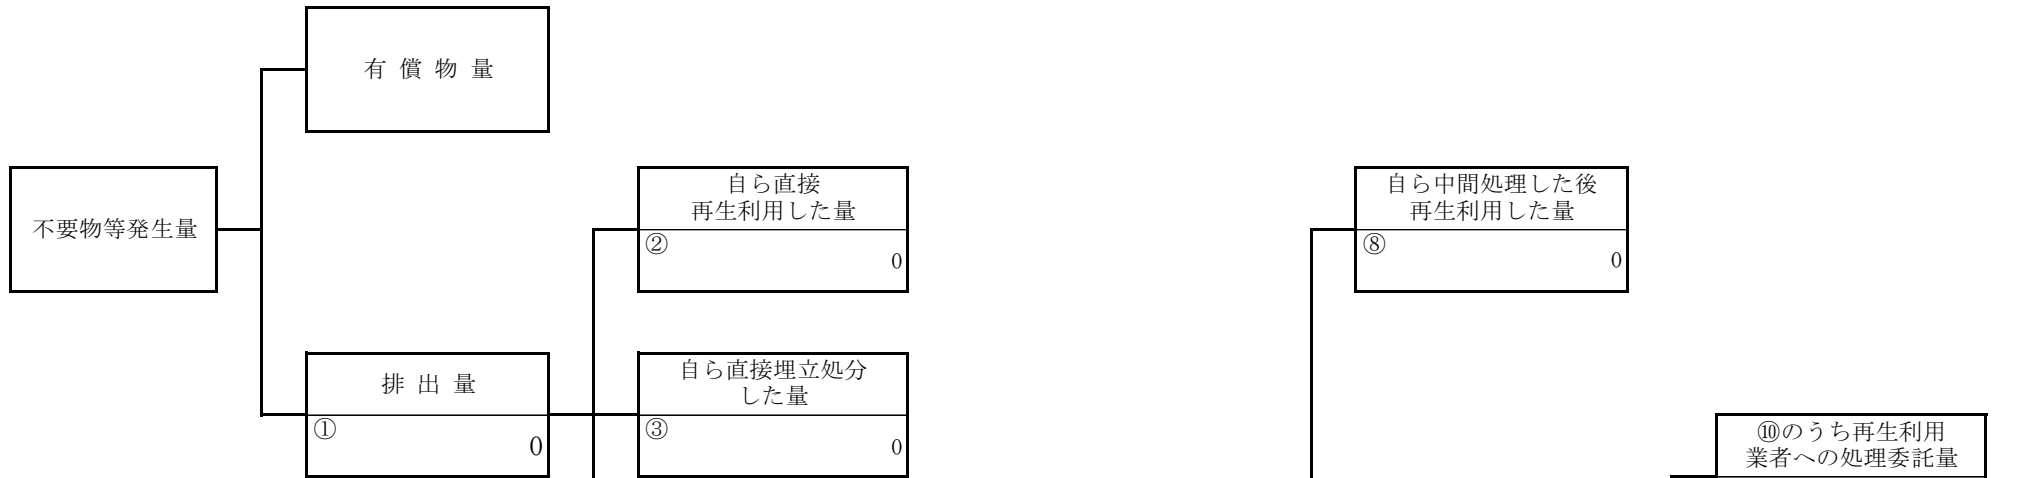 有 償 物 量
不要物等発生量
自ら直接
再生利用した量
②
0
自ら中間処理した後
再生利用した量
⑧
0
排 出 量
①
0
自ら直接埋立処分
した量
③
0
⑩のうち再生利用
業者への処理委託量